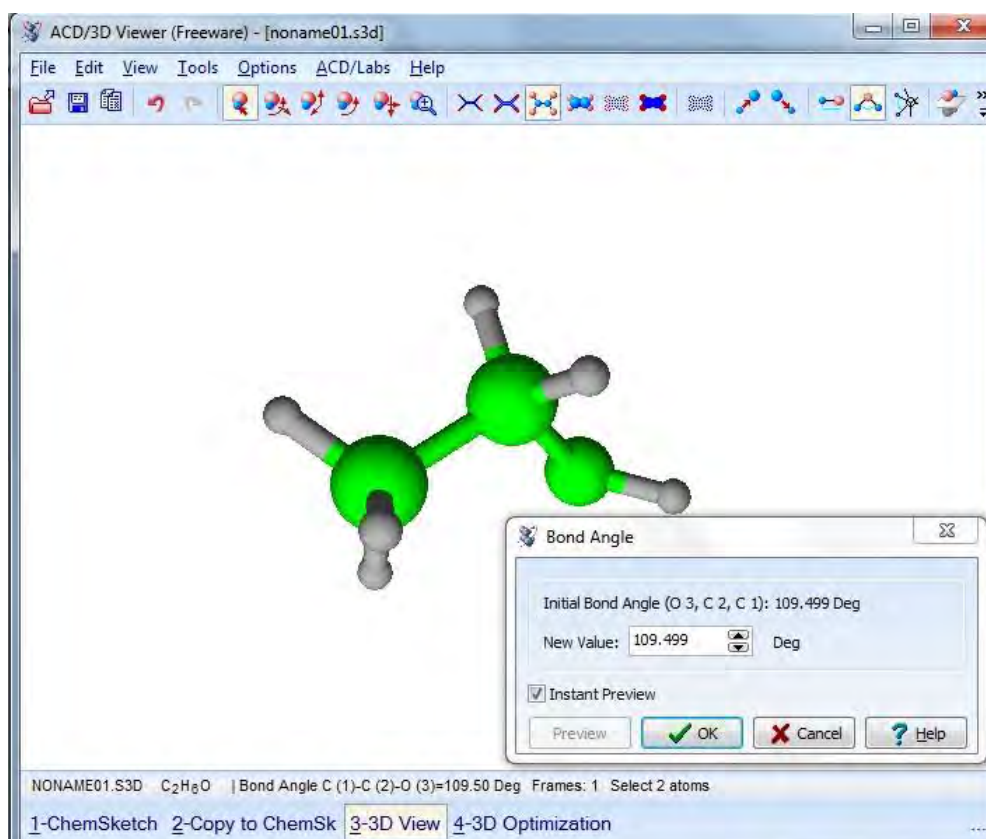 ACD/3D Viewer (Freeware) - [noname01.s3d]
File Edit View Tools Options ACD/Labs Help
Bond Angle
Initial Bond Angle (O 3, C 2, C 1): 109.499 Deg
New Value: 109.499 Deg
Instant Preview
Preview OK Cancel Help
NONAME01.S3D C2H6O | Bond Angle C (1)-C (2)-O (3)=109.50 Deg Frames: 1 Select 2 atoms
1-ChemSketch 2-Copy to ChemSk 3-3D View 4-3D Optimization ...